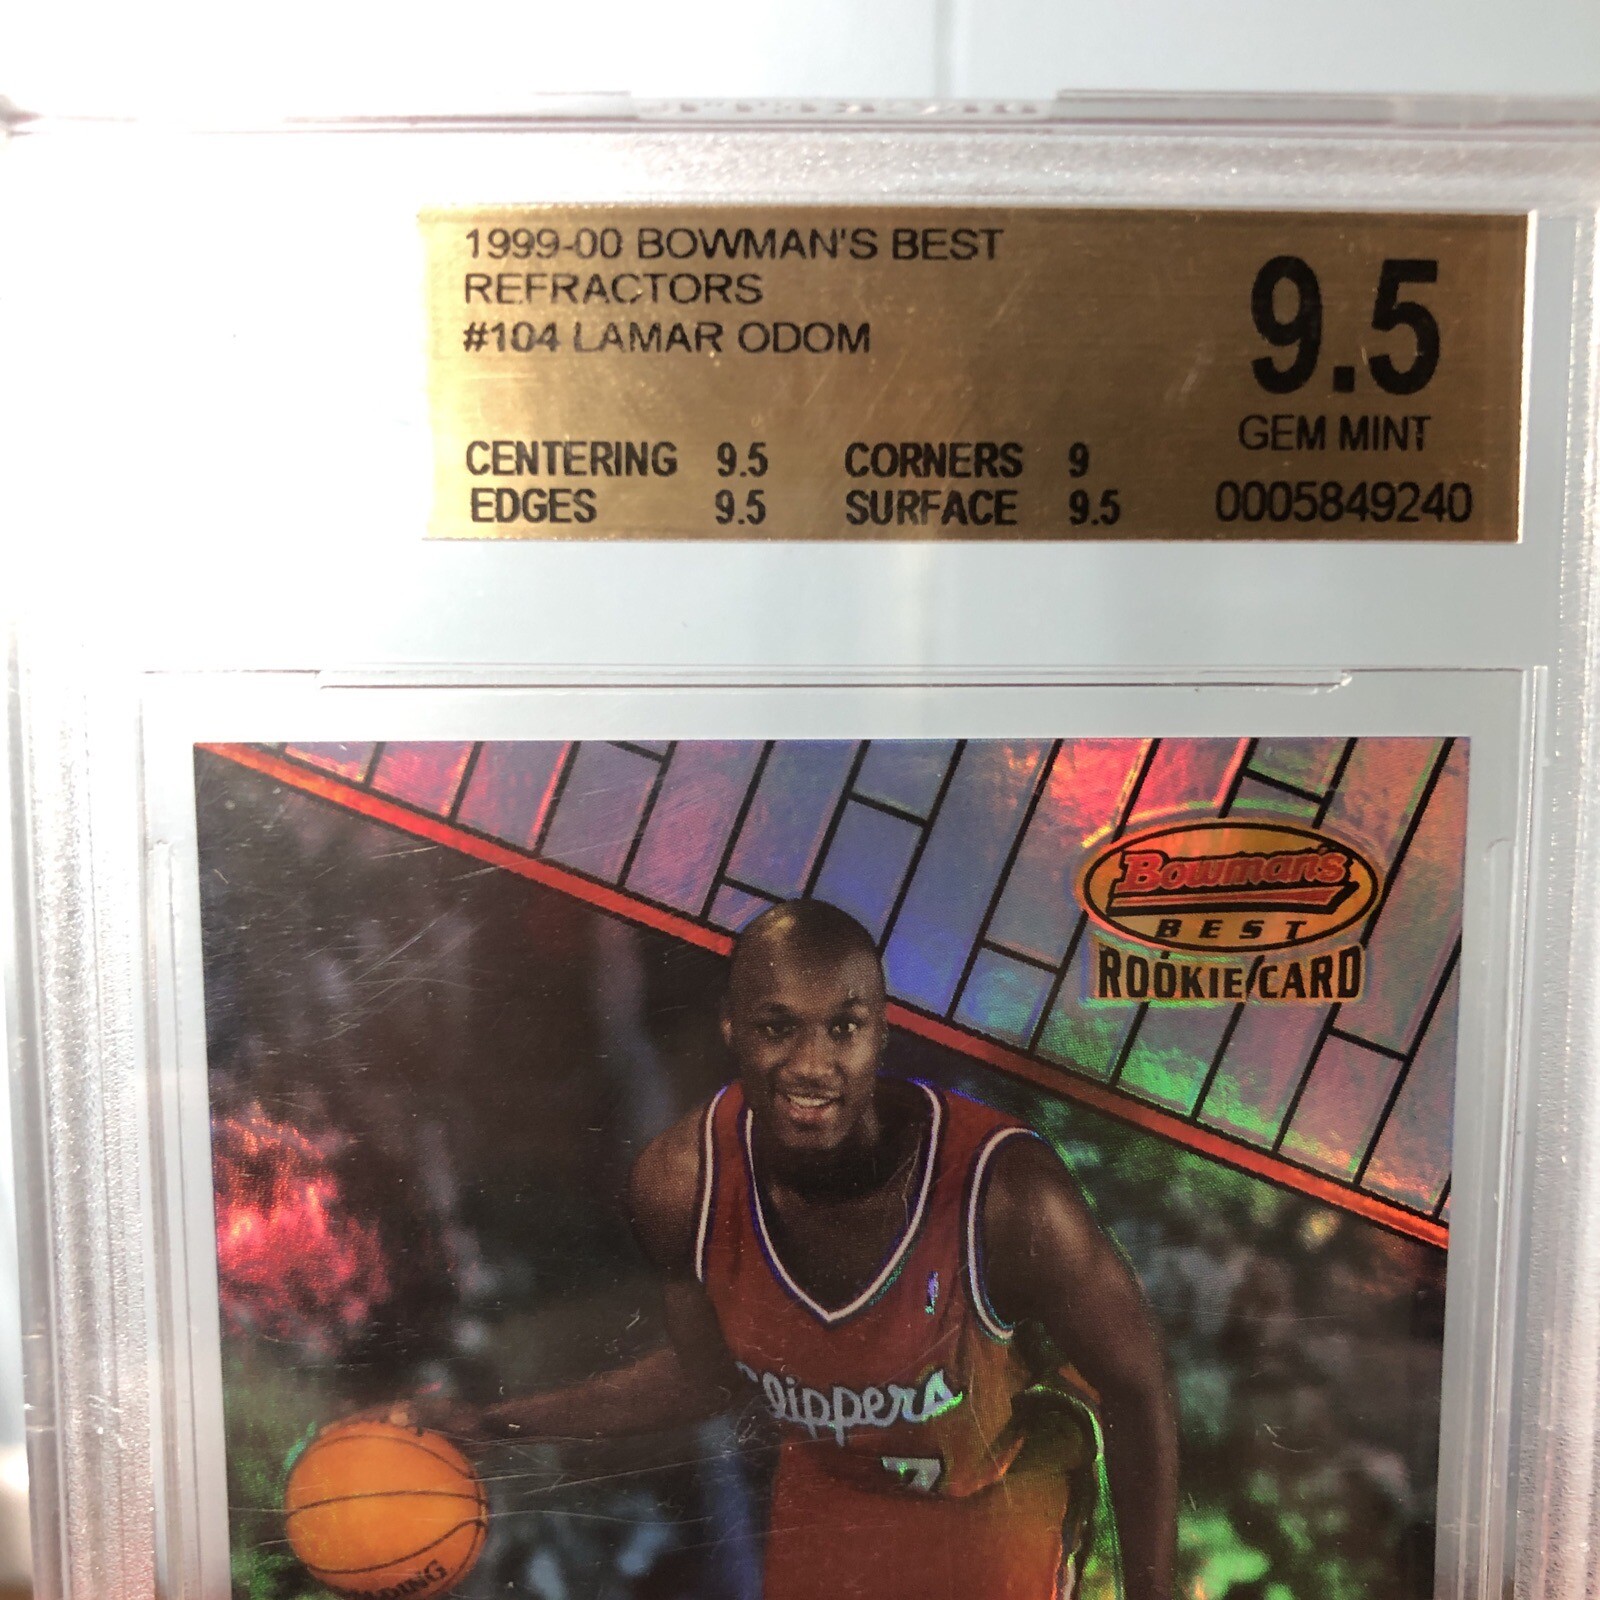 1999-00 BOWMAN'S BEST
REFRACTORS
#104 LAMAR ODOM
9.5
GEM MINT
CENTERING 9.5 CORNERS 9
EDGES 9.5 SURFACE 9.5
0005849240
Bowman's
BEST
ROOKIE CARD
Clippers
7